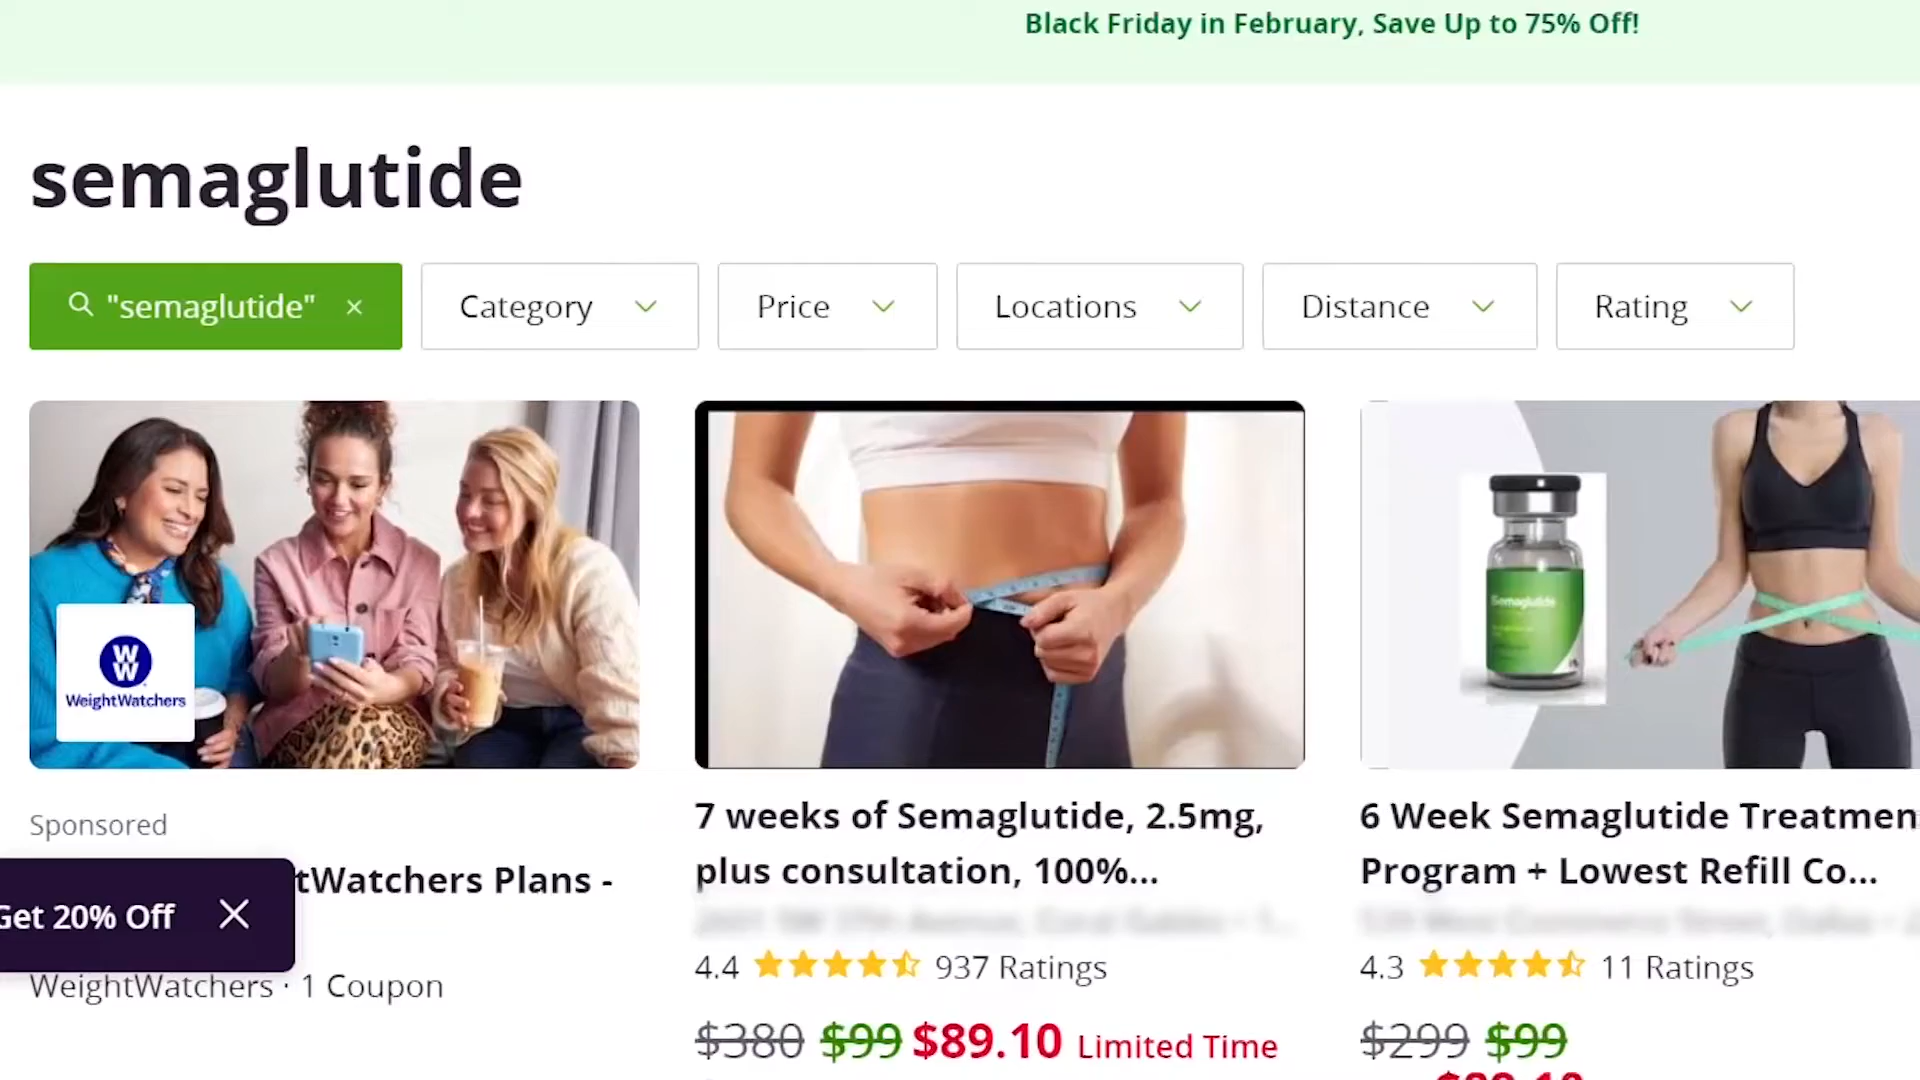 Black Friday in February, Save Up to 75% Off!
semaglutide
"semaglutide" ×
Category
Price
Locations
Distance
Rating
WW
WeightWatchers
Semaglutide
Sponsored
tWatchers Plans -
Get 20% Off
WeightWatchers · 1 Coupon
7 weeks of Semaglutide, 2.5mg,
plus consultation, 100%...
4.4 937 Ratings
$380 $99 $89.10 Limited Time
6 Week Semaglutide Treatmen
Program + Lowest Refill Co...
4.3 11 Ratings
$299 $99
$89.10